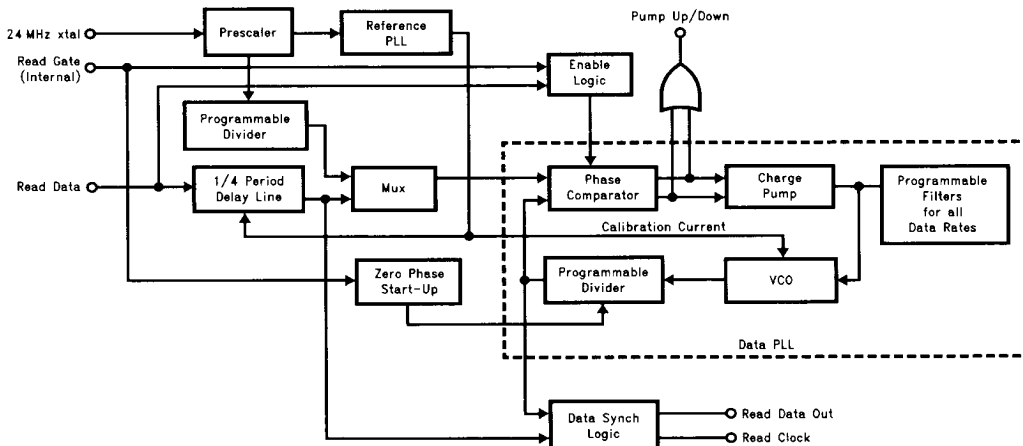 Pump Up/Down
24 MHz xtal
Prescaler
Reference
PLL
Read Gate
(Internal)
Enable
Logic
Programmable
Divider
Read Data
1/4 Period
Delay Line
Mux
Phase
Comparator
Charge
Pump
Programmable
Filters
for all
Data Rates
Calibration Current
Zero Phase
Start-Up
Programmable
Divider
VCO
Data PLL
Data Synch
Logic
Read Data Out
Read Clock